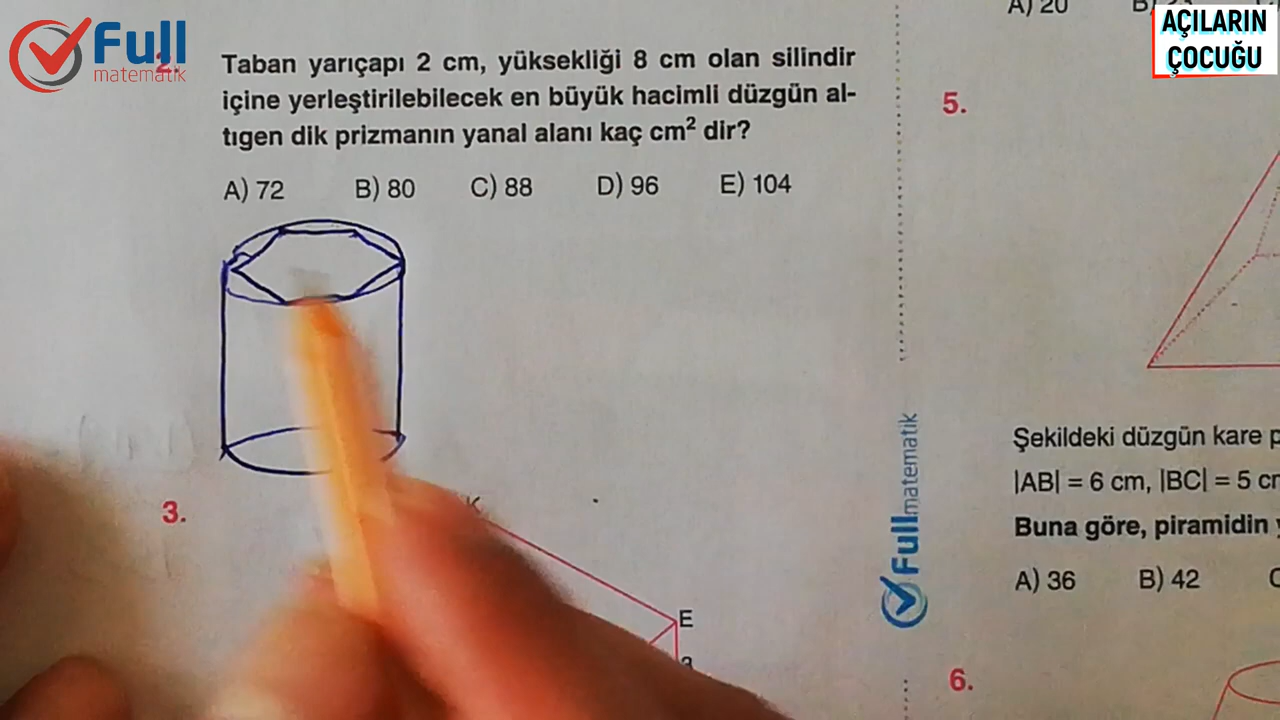 Full
matematik
AÇILARIN
ÇOCUĞU
2.
Taban yarıçapı 2 cm, yüksekliği 8 cm olan silindir
içine yerleştirilebilecek en büyük hacimli düzgün al-
tıgen dik prizmanın yanal alanı kaç cm² dir?
A) 72 B) 80 C) 88 D) 96 E) 104
3.
K
E
A) 20
5.
Şekildeki düzgün kare
|AB| = 6 cm, |BC| = 5
Buna göre, piramidin
A) 36 B) 42
6.
Fullmatematik